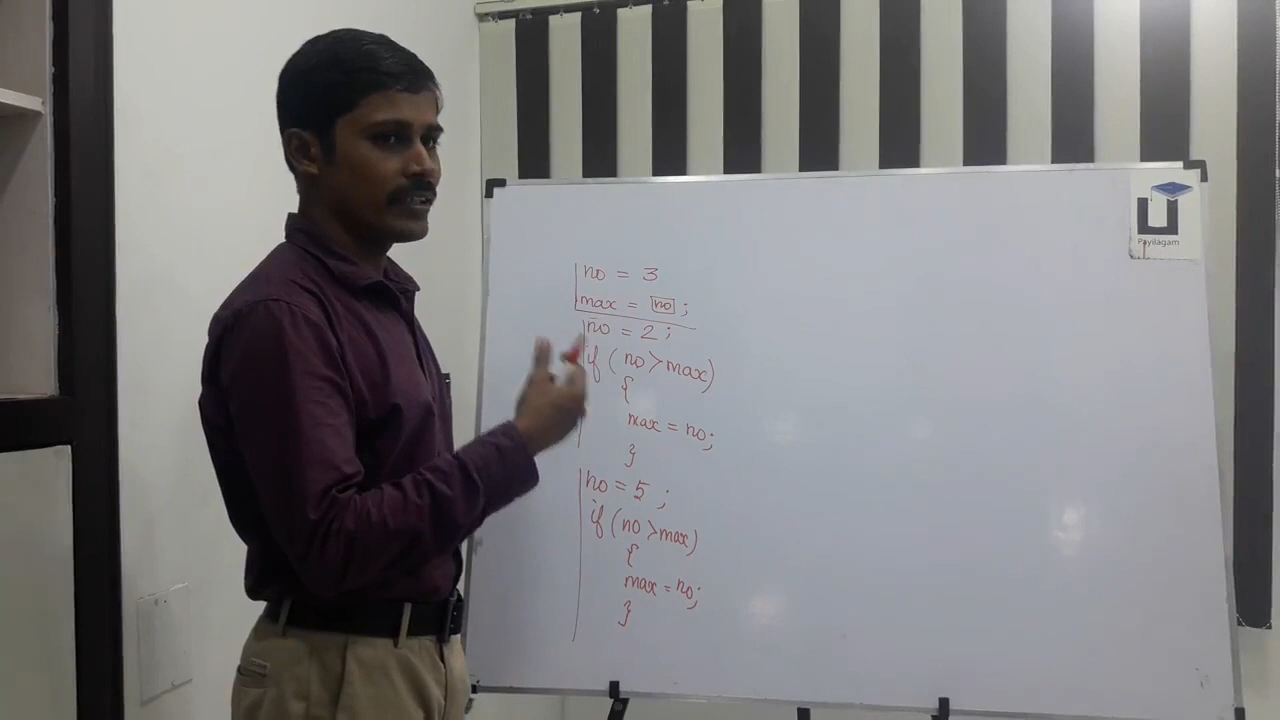 Payilagam
no = 3
max = no ;
no = 2 ;
if ( no > max )
{
max = no ;
}
no = 5 ;
if ( no > max )
{
max = no ;
}